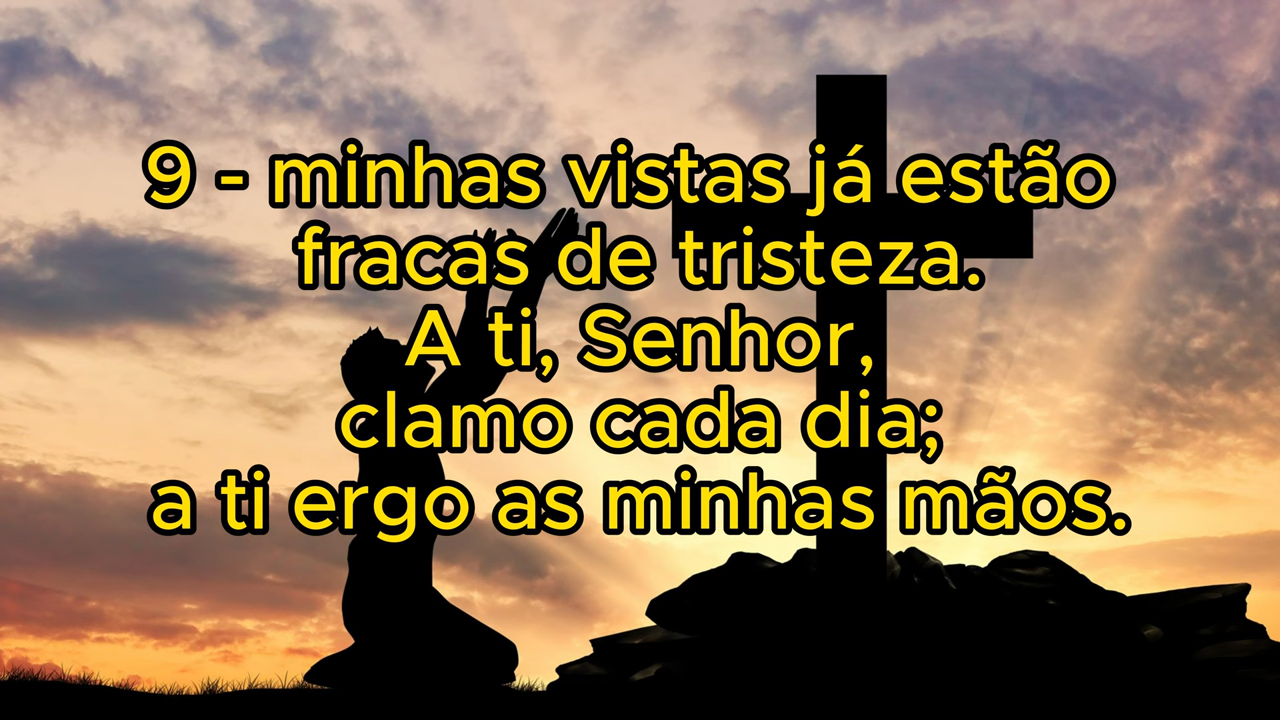 9 - minhas vistas já estão
fracas de tristeza.
A ti, Senhor,
clamo cada dia;
a ti ergo as minhas mãos.